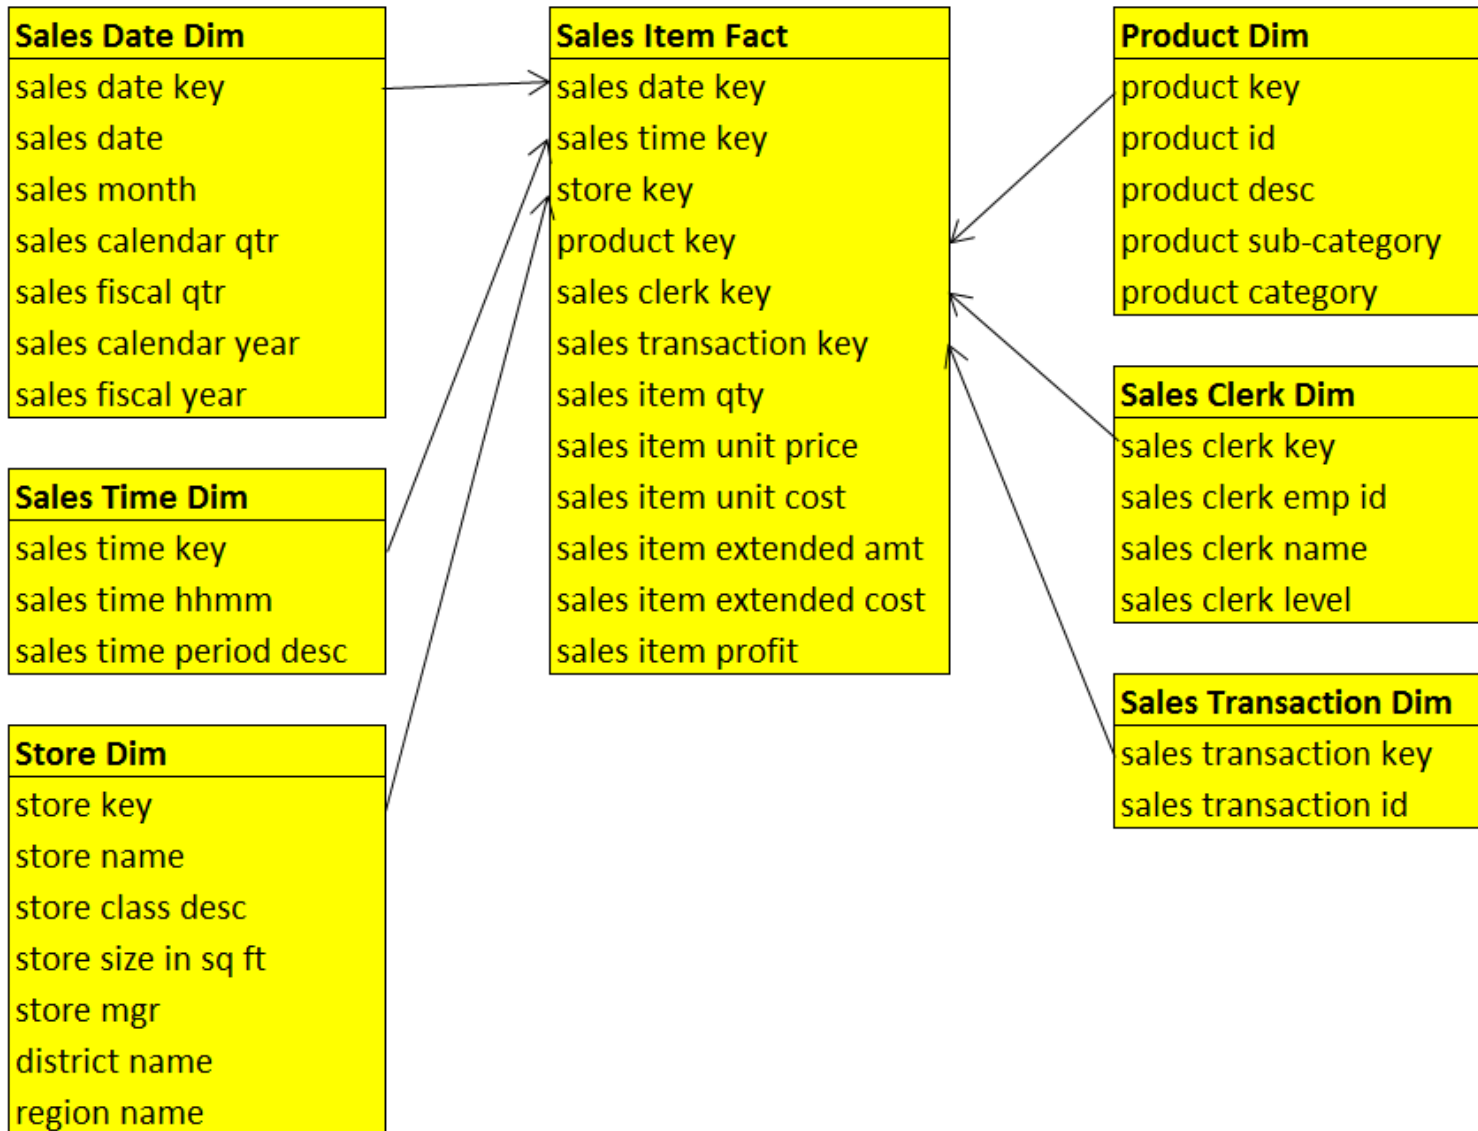 Sales Date Dim
sales date key
sales date
sales month
sales calendar qtr
sales fiscal qtr
sales calendar year
sales fiscal year
Sales Time Dim
sales time key
sales time hhmm
sales time period desc
Store Dim
store key
store name
store class desc
store size in sq ft
store mgr
district name
region name
Sales Item Fact
sales date key
sales time key
store key
product key
sales clerk key
sales transaction key
sales item qty
sales item unit price
sales item unit cost
sales item extended amt
sales item extended cost
sales item profit
Product Dim
product key
product id
product desc
product sub-category
product category
Sales Clerk Dim
sales clerk key
sales clerk emp id
sales clerk name
sales clerk level
Sales Transaction Dim
sales transaction key
sales transaction id